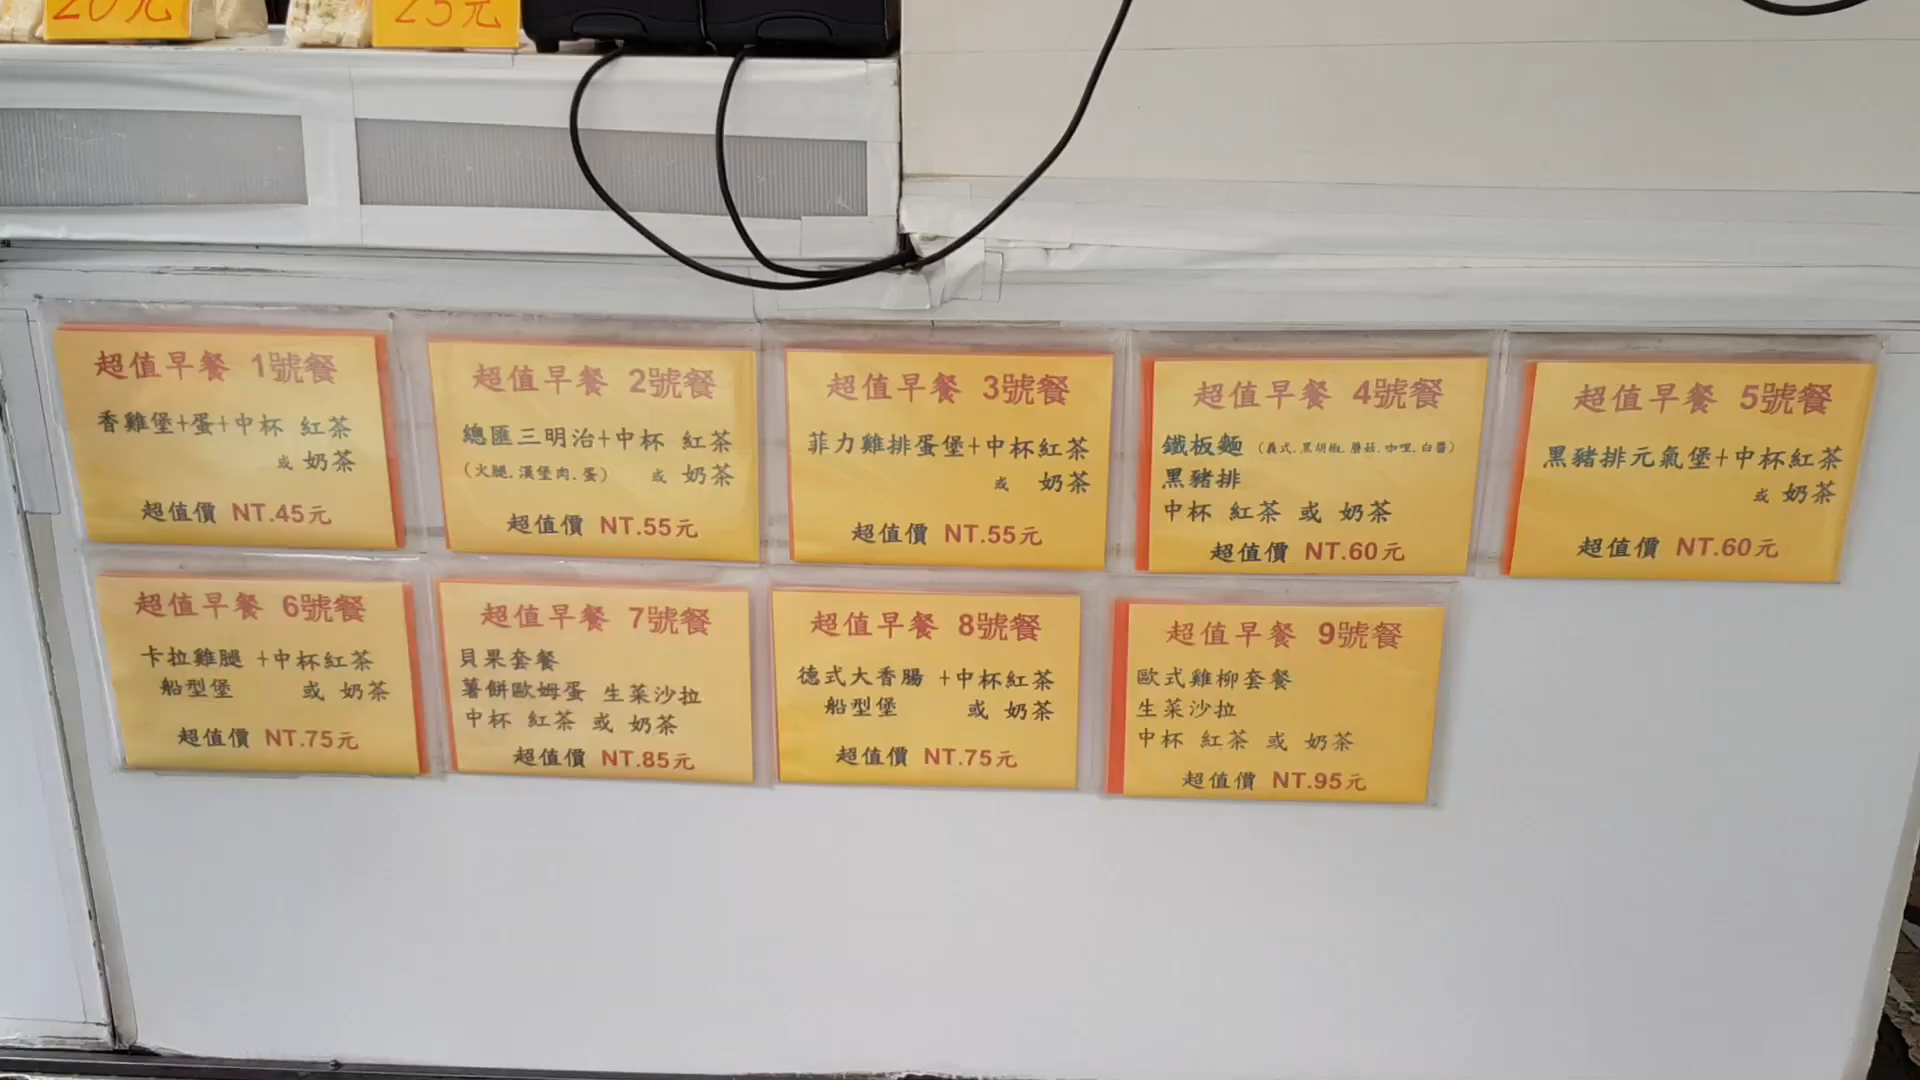 20元
25元
超值早餐 1號餐
香雞堡+蛋+中杯 紅茶
或 奶茶
超值價 NT.45元
超值早餐 2號餐
總匯三明治+中杯 紅茶
(火腿.漢堡肉.蛋) 或 奶茶
超值價 NT.55元
超值早餐 3號餐
菲力雞排蛋堡+中杯紅茶
或 奶茶
超值價 NT.55元
超值早餐 4號餐
鐵板麵 (義式.黑胡椒.蘑菇.咖哩.白醬)
黑豬排
中杯 紅茶 或 奶茶
超值價 NT.60元
超值早餐 5號餐
黑豬排元氣堡+中杯紅茶
或 奶茶
超值價 NT.60元
超值早餐 6號餐
卡拉雞腿 +中杯紅茶
船型堡 或 奶茶
超值價 NT.75元
超值早餐 7號餐
貝果套餐
薯餅歐姆蛋 生菜沙拉
中杯 紅茶 或 奶茶
超值價 NT.85元
超值早餐 8號餐
德式大香腸 +中杯紅茶
船型堡 或 奶茶
超值價 NT.75元
超值早餐 9號餐
歐式雞柳套餐
生菜沙拉
中杯 紅茶 或 奶茶
超值價 NT.95元